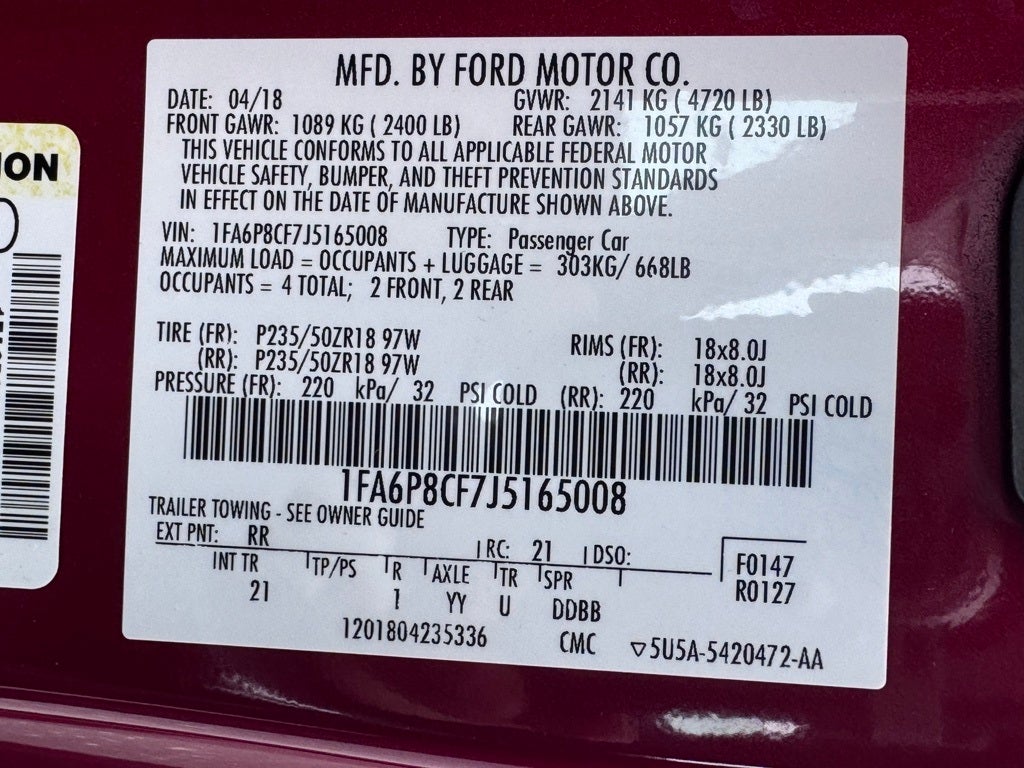 MFD. BY FORD MOTOR CO.
DATE: 04/18 GVWR: 2141 KG ( 4720 LB)
FRONT GAWR: 1089 KG ( 2400 LB) REAR GAWR: 1057 KG ( 2330 LB)
THIS VEHICLE CONFORMS TO ALL APPLICABLE FEDERAL MOTOR
VEHICLE SAFETY, BUMPER, AND THEFT PREVENTION STANDARDS
IN EFFECT ON THE DATE OF MANUFACTURE SHOWN ABOVE.
VIN: 1FA6P8CF7J5165008 TYPE: Passenger Car
MAXIMUM LOAD = OCCUPANTS + LUGGAGE = 303KG/ 668LB
OCCUPANTS = 4 TOTAL; 2 FRONT, 2 REAR
TIRE (FR): P235/50ZR18 97W RIMS (FR): 18x8.0J
(RR): P235/50ZR18 97W (RR): 18x8.0J
PRESSURE (FR): 220 kPa/ 32 PSI COLD (RR): 220 kPa/ 32 PSI COLD
1FA6P8CF7J5165008
TRAILER TOWING - SEE OWNER GUIDE
EXT PNT: RR RC: 21 DSO: F0147
INT TR TP/PS R AXLE TR SPR R0127
21 1 YY U DDBB
1201804235336 CMC ▽5U5A-5420472-AA